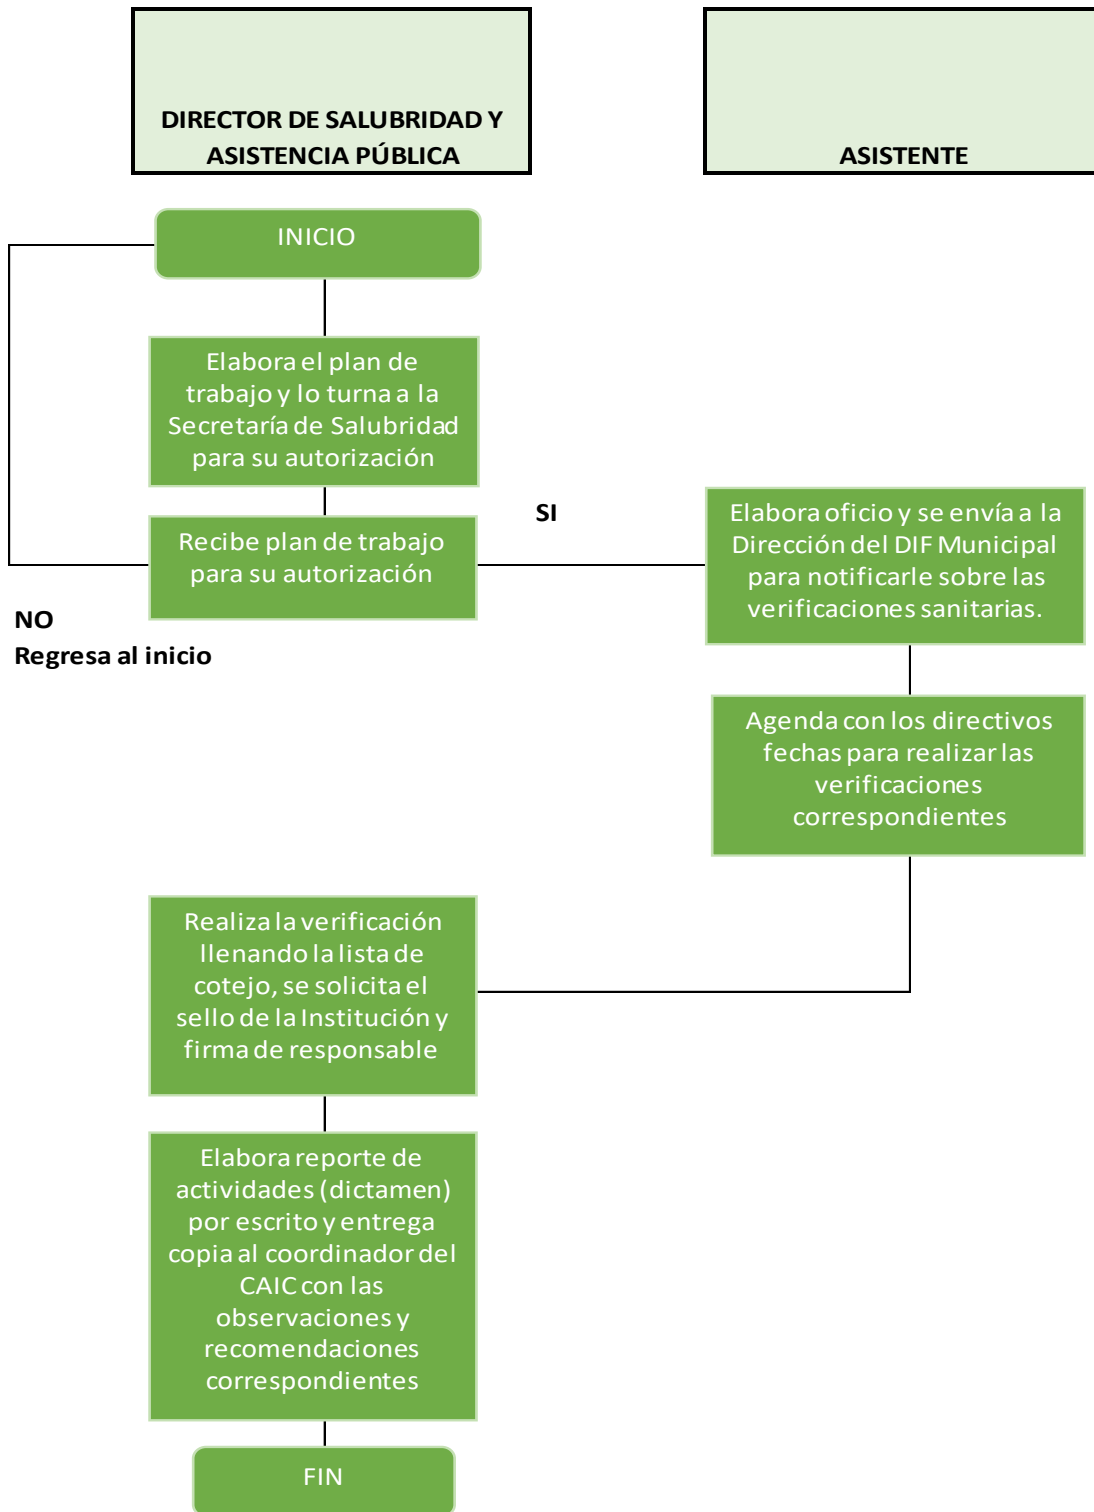 DIRECTOR DE SALUBRIDAD Y
ASISTENCIA PÚBLICA
ASISTENTE
INICIO
Elabora el plan de
trabajo y lo turna a la
Secretaría de Salubridad
para su autorización
Recibe plan de trabajo
para su autorización
SI
NO
Regresa al inicio
Elabora oficio y se envía a la
Dirección del DIF Municipal
para notificarle sobre las
verificaciones sanitarias.
Agenda con los directivos
fechas para realizar las
verificaciones
correspondientes
Realiza la verificación
llenando la lista de
cotejo, se solicita el
sello de la Institución y
firma de responsable
Elabora reporte de
actividades (dictamen)
por escrito y entrega
copia al coordinador del
CAIC con las
observaciones y
recomendaciones
correspondientes
FIN